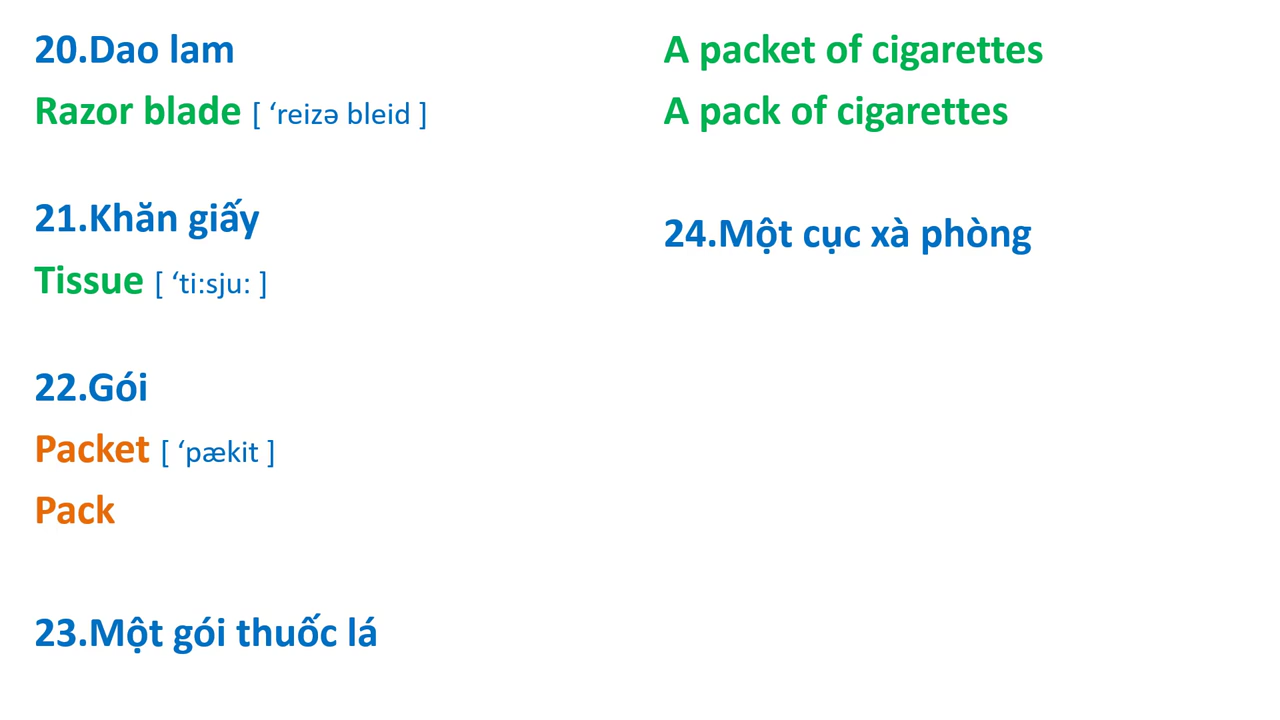 20.Dao lam
Razor blade [ ‘reizə bleid ]
21.Khăn giấy
Tissue [ ‘ti:sju: ]
22.Gói
Packet [ ‘pækit ]
Pack
23.Một gói thuốc lá
A packet of cigarettes
A pack of cigarettes
24.Một cục xà phòng